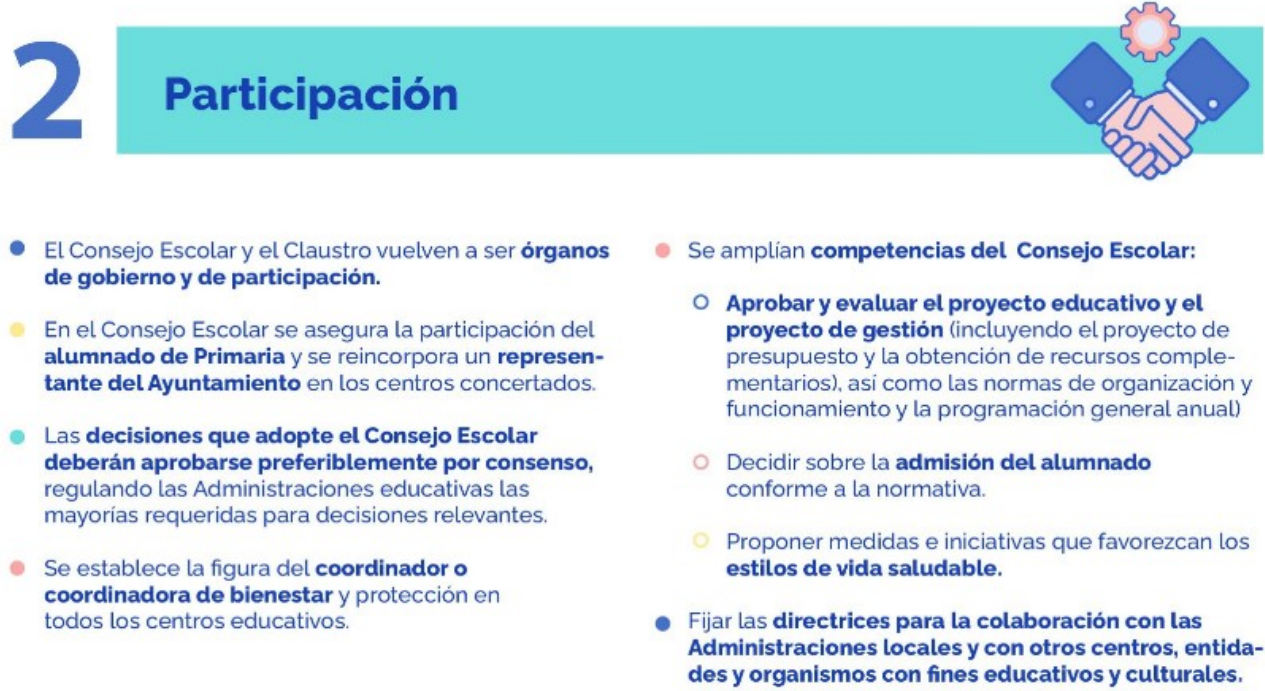 2
Participación
El Consejo Escolar y el Claustro vuelven a ser órganos
de gobierno y de participación.
En el Consejo Escolar se asegura la participación del
alumnado de Primaria y se reincorpora un represen-
tante del Ayuntamiento en los centros concertados.
Las decisiones que adopte el Consejo Escolar
deberán aprobarse preferiblemente por consenso,
regulando las Administraciones educativas las
mayorías requeridas para decisiones relevantes.
Se establece la figura del coordinador o
coordinadora de bienestar y protección en
todos los centros educativos.
Se amplían competencias del Consejo Escolar:
Aprobar y evaluar el proyecto educativo y el
proyecto de gestión (incluyendo el proyecto de
presupuesto y la obtención de recursos comple-
mentarios), así como las normas de organización y
funcionamiento y la programación general anual)
Decidir sobre la admisión del alumnado
conforme a la normativa.
Proponer medidas e iniciativas que favorezcan los
estilos de vida saludable.
Fijar las directrices para la colaboración con las
Administraciones locales y con otros centros, entida-
des y organismos con fines educativos y culturales.